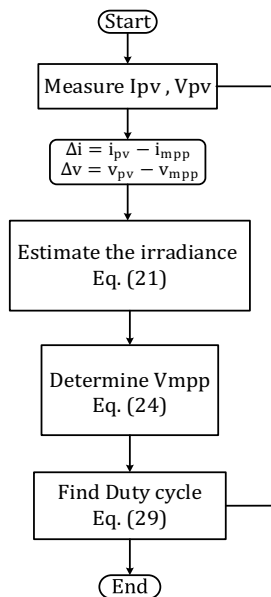 Start
Measure Ipv , Vpv
Δi = i_pv − i_mpp
Δv = v_pv − v_mpp
Estimate the irradiance
Eq. (21)
Determine Vmpp
Eq. (24)
Find Duty cycle
Eq. (29)
End